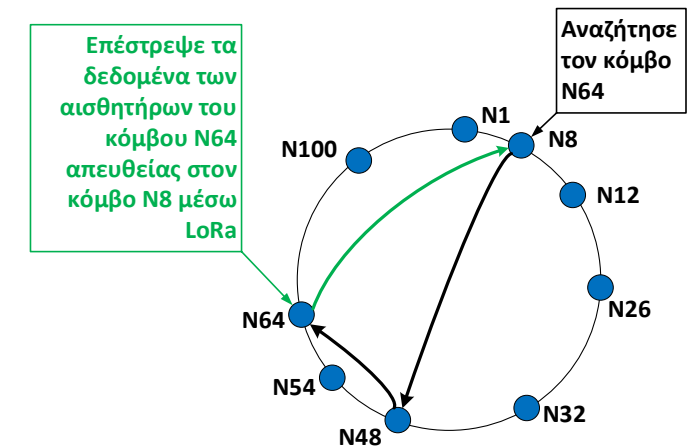 Επέστρεψε τα
δεδομένα των
αισθητήρων του
κόμβου N64
απευθείας στον
κόμβο N8 μέσω
LoRa
Αναζήτησε
τον κόμβο
N64
N1
N8
N100
N12
N26
N64
N54
N32
N48